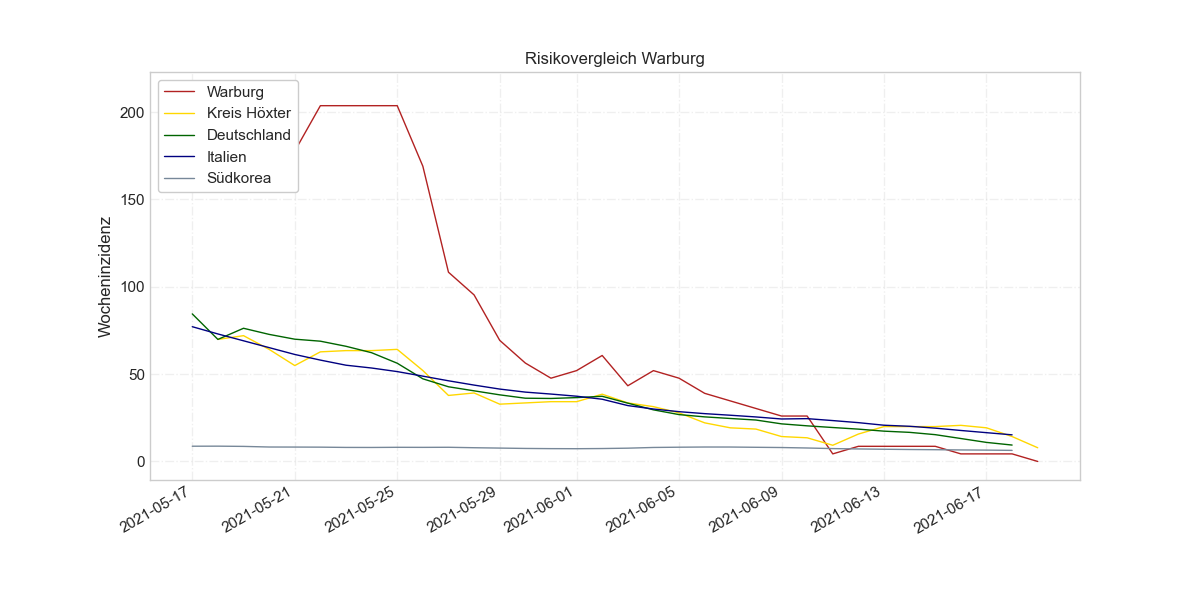 Risikovergleich Warburg
Warburg
Kreis Höxter
Deutschland
Italien
Südkorea
Wocheninzidenz
200
150
100
50
0
2021-05-17
2021-05-21
2021-05-25
2021-05-29
2021-06-01
2021-06-05
2021-06-09
2021-06-13
2021-06-17